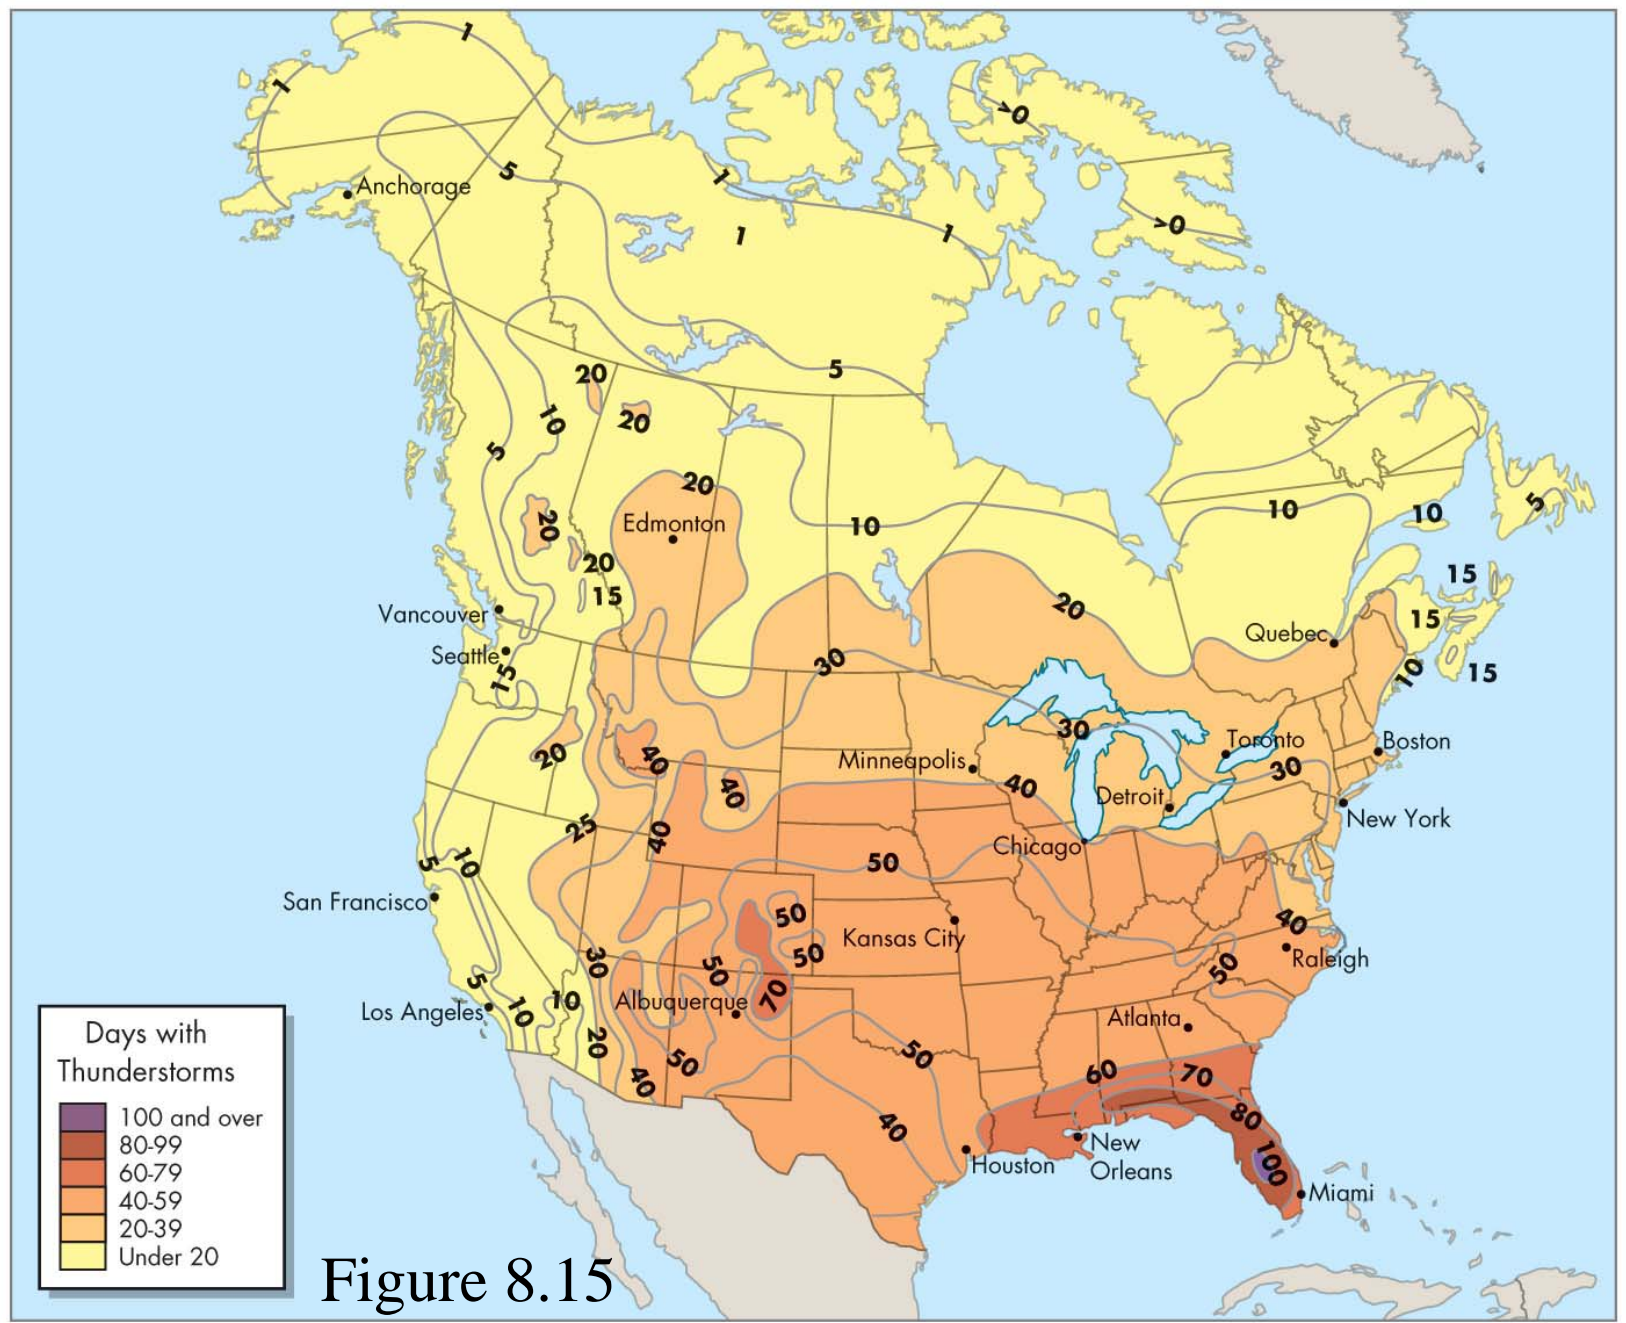 1
1
>0
5
Anchorage
1
>0
1
1
5
20
20
10
5
20
10
10
10
5
20
Edmonton
20
15
15
20
15
Vancouver
Quebec
Seattle
30
10
15
15
30
Toronto
Boston
20
40
Minneapolis
30
40
40
Detroit
New York
25
40
Chicago
5
10
50
San Francisco
50
40
Kansas City
50
Raleigh
30
50
50
5
70
Albuquerque
10
10
Los Angeles
Atlanta
20
50
50
60
70
40
40
80
New
Orleans
Houston
100
Miami
Days with
Thunderstorms
100 and over
80-99
60-79
40-59
20-39
Under 20
Figure 8.15